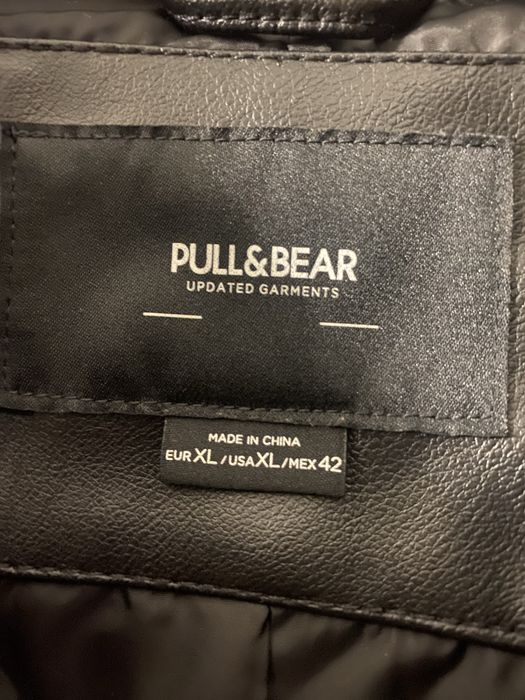 PULL&BEAR
UPDATED GARMENTS
MADE IN CHINA
EUR XL / USA XL / MEX 42